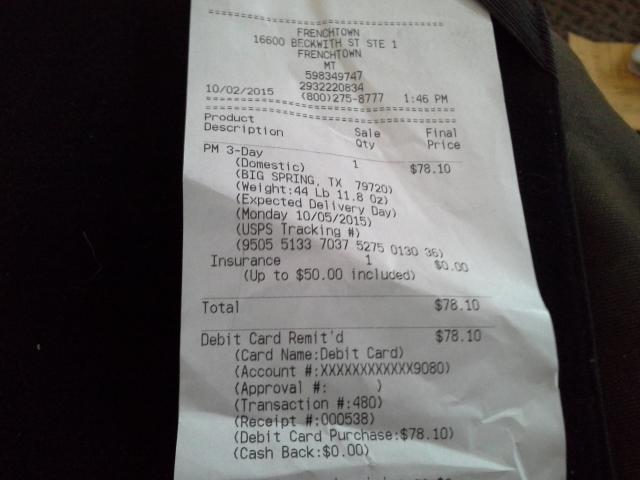 FRENCHTOWN
16600 BECKWITH ST STE 1
FRENCHTOWN
MT
598349747
2932220834
10/02/2015 (800)275-8777 1:46 PM
Product Description Sale Qty Final Price
PM 3-Day 1 $78.10
(Domestic)
(BIG SPRING, TX 79720)
(Weight:44 Lb 11.8 Oz)
(Expected Delivery Day)
(Monday 10/05/2015)
(USPS Tracking #)
(9505 5133 7037 5275 0130 36)
Insurance 1 $0.00
(Up to $50.00 included)
Total $78.10
Debit Card Remit'd $78.10
(Card Name:Debit Card)
(Account #:XXXXXXXXXXXX9080)
(Approval #: )
(Transaction #:480)
(Receipt #:000538)
(Debit Card Purchase:$78.10)
(Cash Back:$0.00)